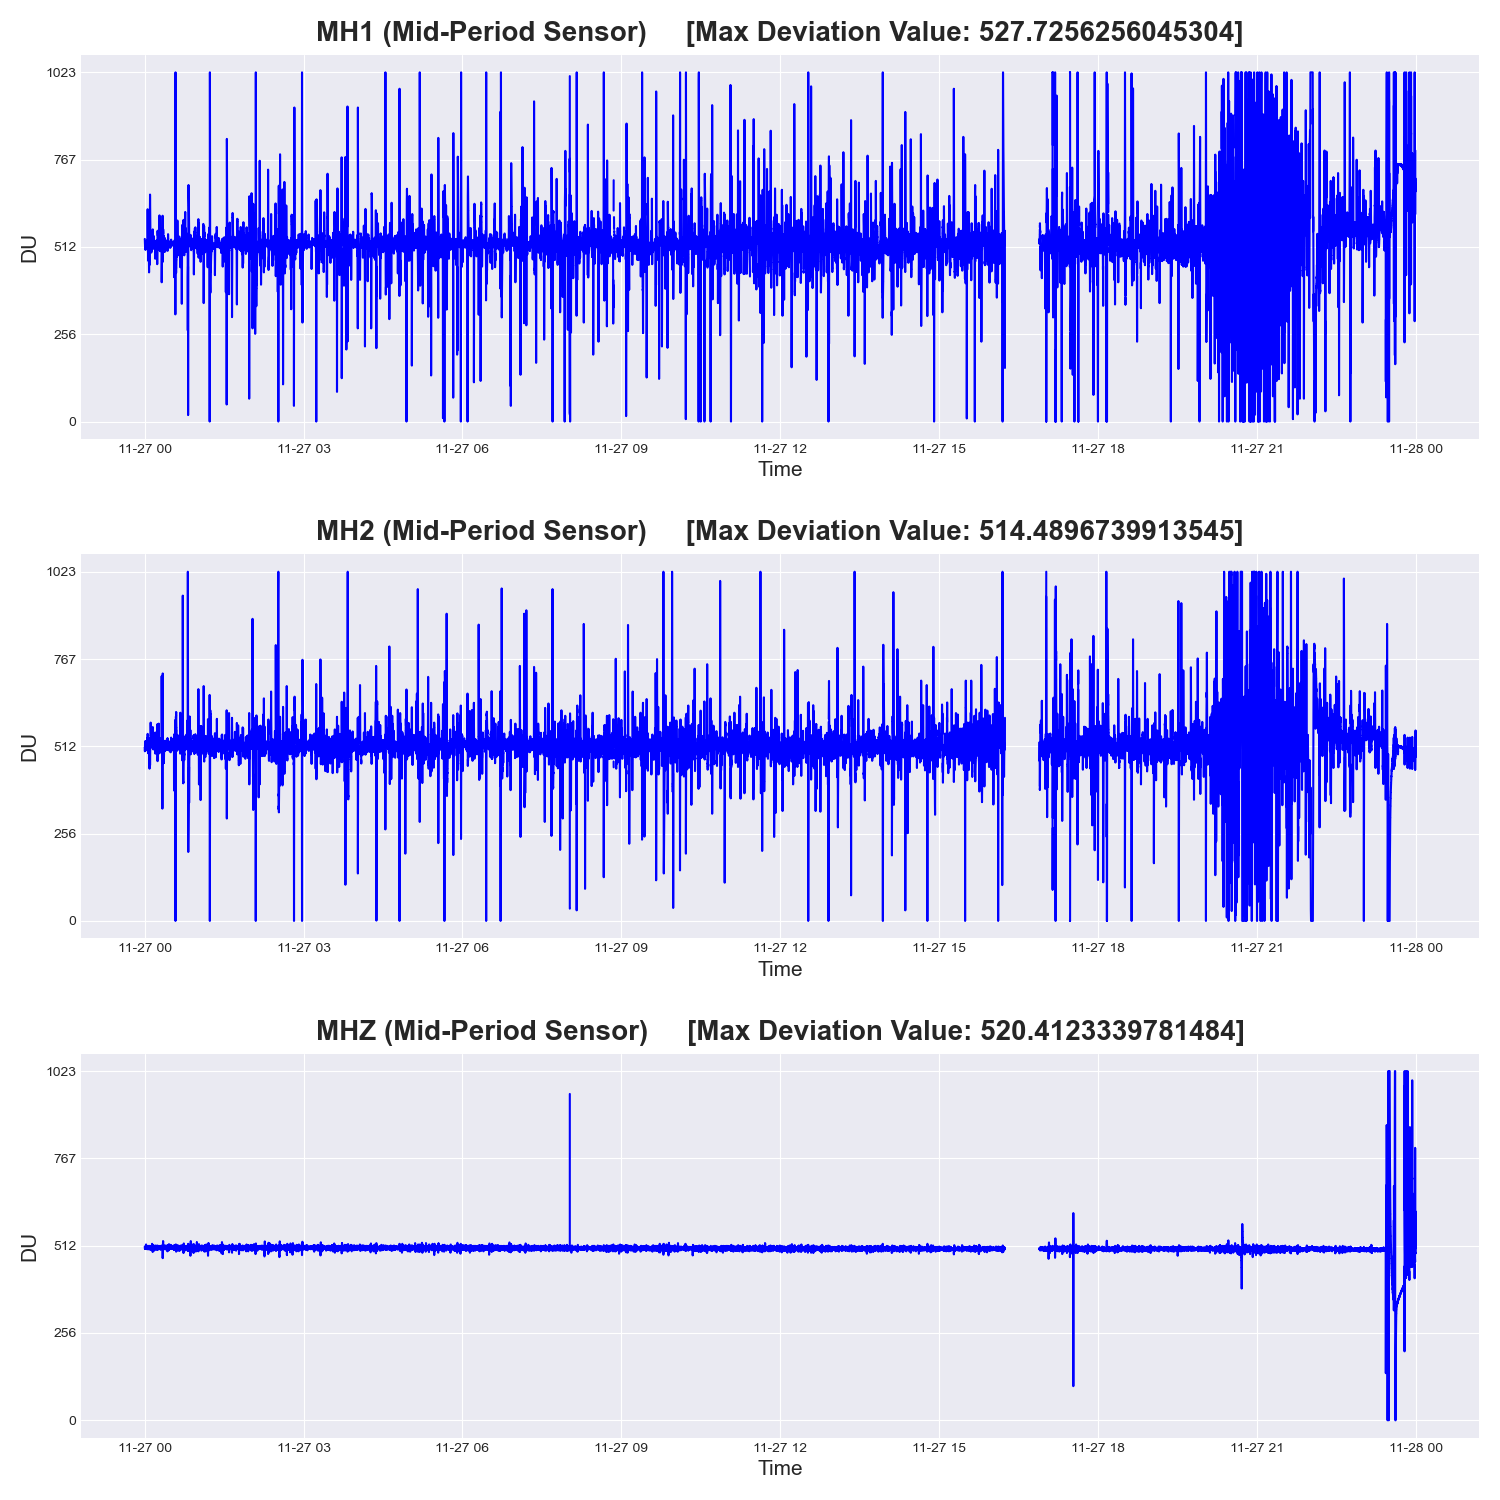 MH1 (Mid-Period Sensor) [Max Deviation Value: 527.7256256045304]
1023
767
512
256
0
DU
11-27 00 11-27 03 11-27 06 11-27 09 11-27 12 11-27 15 11-27 18 11-27 21 11-28 00
Time
MH2 (Mid-Period Sensor) [Max Deviation Value: 514.4896739913545]
1023
767
512
256
0
DU
11-27 00 11-27 03 11-27 06 11-27 09 11-27 12 11-27 15 11-27 18 11-27 21 11-28 00
Time
MHZ (Mid-Period Sensor) [Max Deviation Value: 520.4123339781484]
1023
767
512
256
0
DU
11-27 00 11-27 03 11-27 06 11-27 09 11-27 12 11-27 15 11-27 18 11-27 21 11-28 00
Time